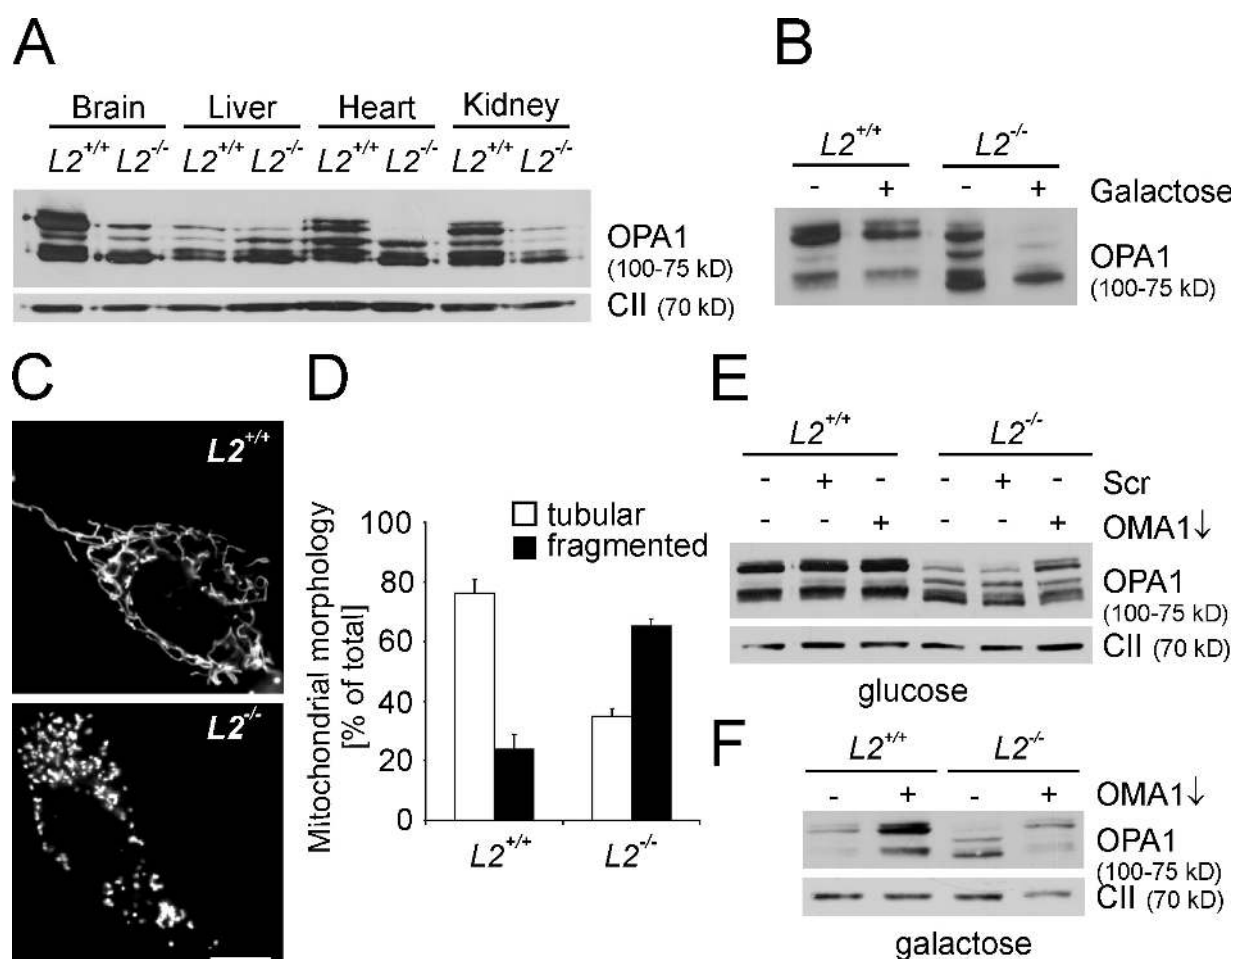 A
Brain Liver Heart Kidney
L2+/+ L2-/- L2+/+ L2-/- L2+/+ L2-/- L2+/+ L2-/-
OPA1
(100-75 kD)
CII (70 kD)
B
L2+/+ L2-/-
- + - + Galactose
OPA1
(100-75 kD)
C
L2+/+
L2-/-
D
tubular
fragmented
Mitochondrial morphology
[% of total]
100
80
60
40
20
0
L2+/+ L2-/-
E
L2+/+ L2-/-
- + - - + - Scr
- - + - - + OMA1↓
OPA1
(100-75 kD)
CII (70 kD)
glucose
F
L2+/+ L2-/-
- + - + OMA1↓
OPA1
(100-75 kD)
CII (70 kD)
galactose